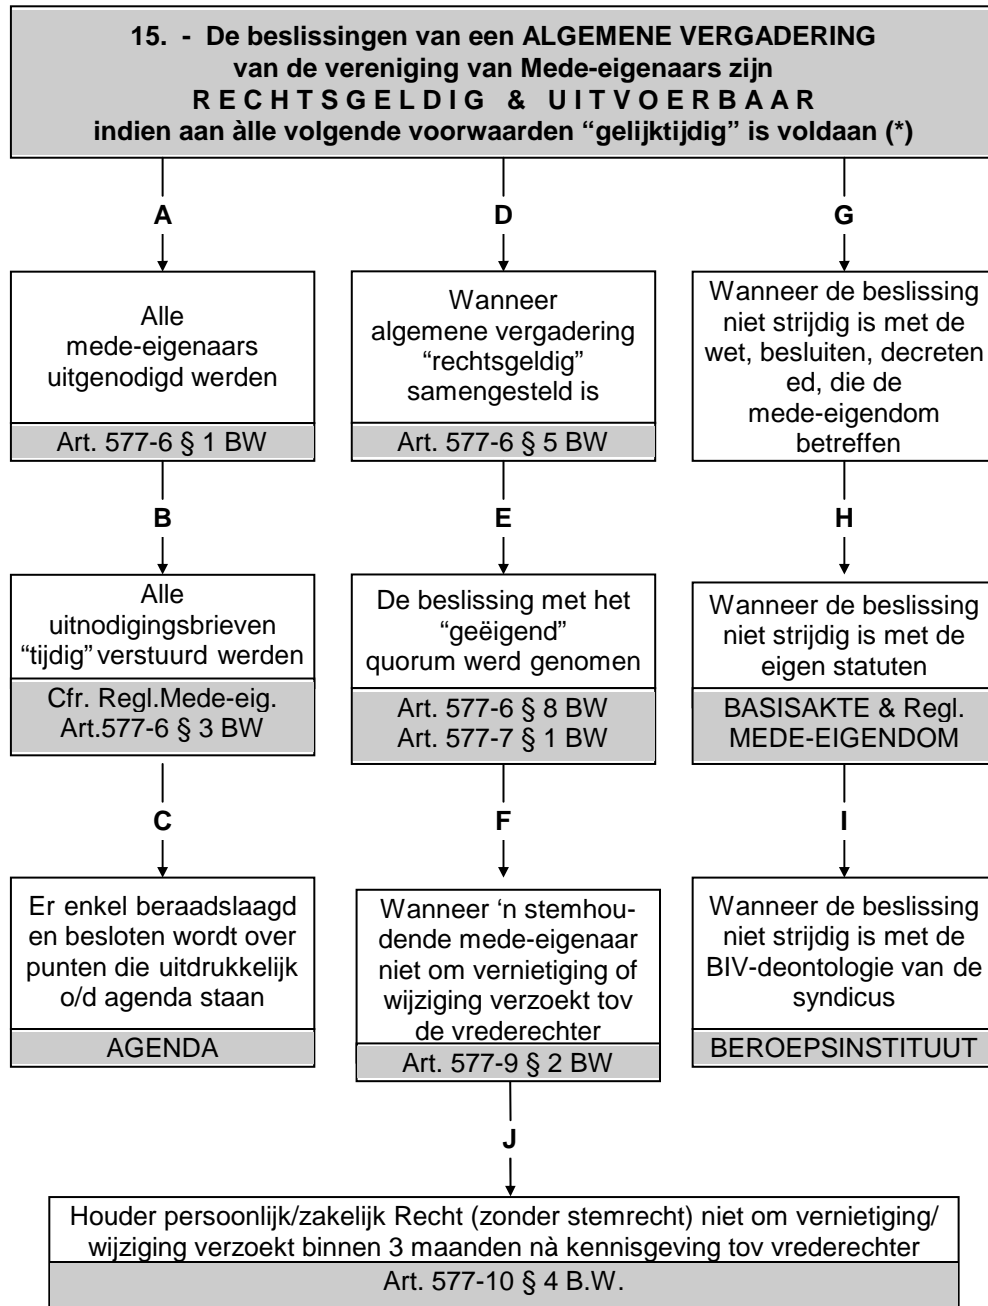 15. - De beslissingen van een ALGEMENE VERGADERING
van de vereniging van Mede-eigenaars zijn
R E C H T S G E L D I G & U I T V O E R B A A R
indien aan àlle volgende voorwaarden “gelijktijdig” is voldaan (*)
A
Alle
mede-eigenaars
uitgenodigd werden
Art. 577-6 § 1 BW
B
Alle
uitnodigingsbrieven
“tijdig” verstuurd werden
Cfr. Regl.Mede-eig.
Art.577-6 § 3 BW
C
Er enkel beraadslaagd
en besloten wordt over
punten die uitdrukkelijk
o/d agenda staan
AGENDA
D
Wanneer
algemene vergadering
“rechtsgeldig”
samengesteld is
Art. 577-6 § 5 BW
E
De beslissing met het
“geëigend”
quorum werd genomen
Art. 577-6 § 8 BW
Art. 577-7 § 1 BW
F
Wanneer ‘n stemhou-
dende mede-eigenaar
niet om vernietiging of
wijziging verzoekt tov
de vrederechter
Art. 577-9 § 2 BW
G
Wanneer de beslissing
niet strijdig is met de
wet, besluiten, decreten
ed, die de
mede-eigendom
betreffen
H
Wanneer de beslissing
niet strijdig is met de
eigen statuten
BASISAKTE & Regl.
MEDE-EIGENDOM
I
Wanneer de beslissing
niet strijdig is met de
BIV-deontologie van de
syndicus
BEROEPSINSTITUUT
J
Houder persoonlijk/zakelijk Recht (zonder stemrecht) niet om vernietiging/
wijziging verzoekt binnen 3 maanden nà kennisgeving tov vrederechter
Art. 577-10 § 4 B.W.